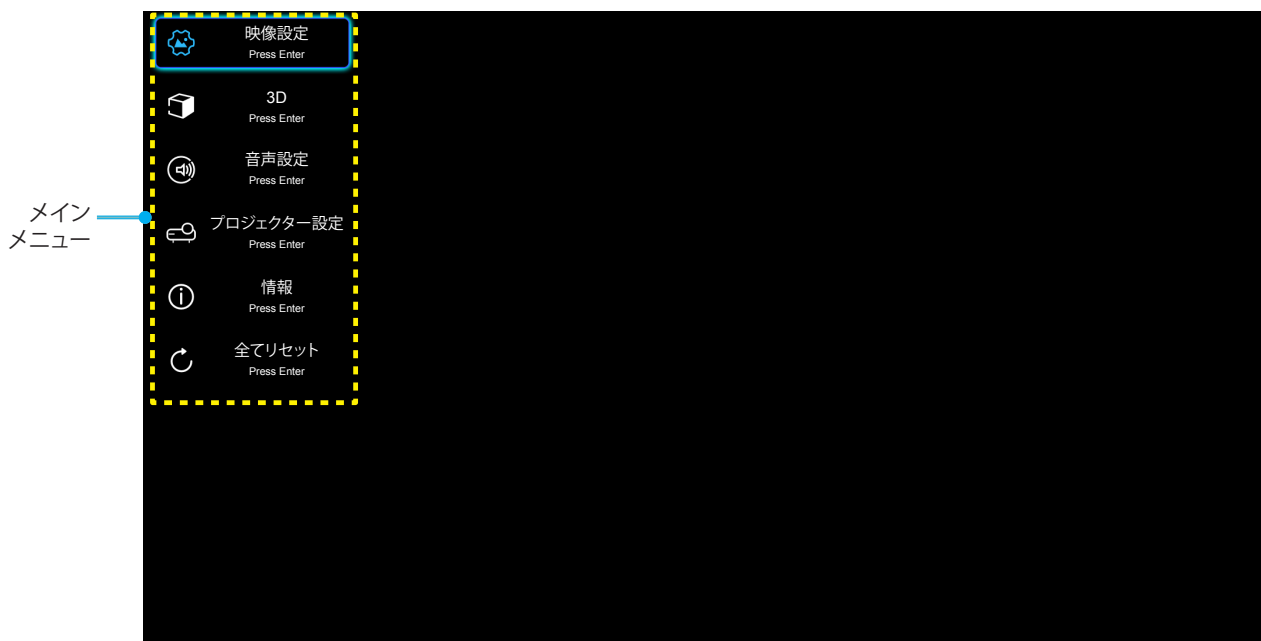 映像設定
Press Enter
3D
Press Enter
音声設定
Press Enter
メイン
メニュー
プロジェクター設定
Press Enter
情報
Press Enter
全てリセット
Press Enter